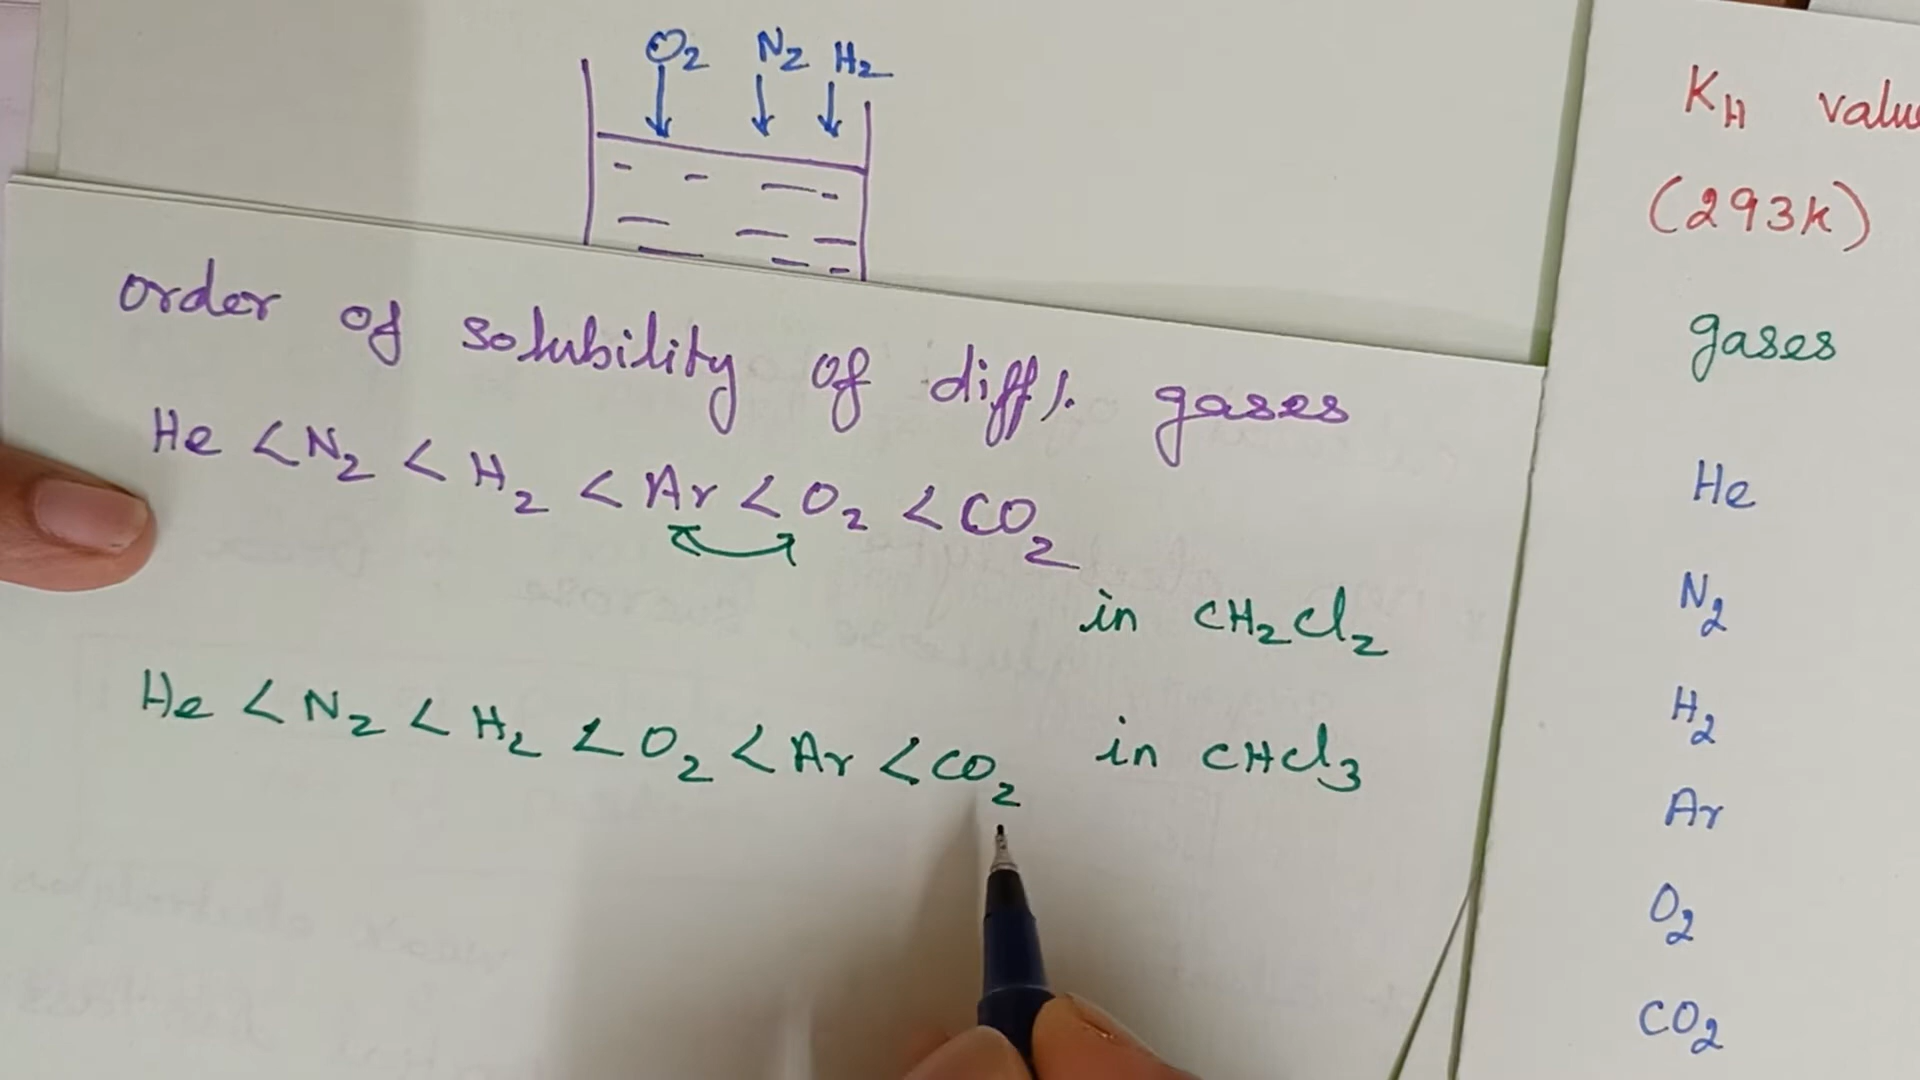 O₂ N₂ H₂
order of solubility of diff). gases
He < N₂ < H₂ < Ar < O₂ < CO₂
in CH₂Cl₂
He < N₂ < H₂ < O₂ < Ar < CO₂ in CHCl₃
K_H valu
(293K)
gases
He
N₂
H₂
Ar
O₂
CO₂